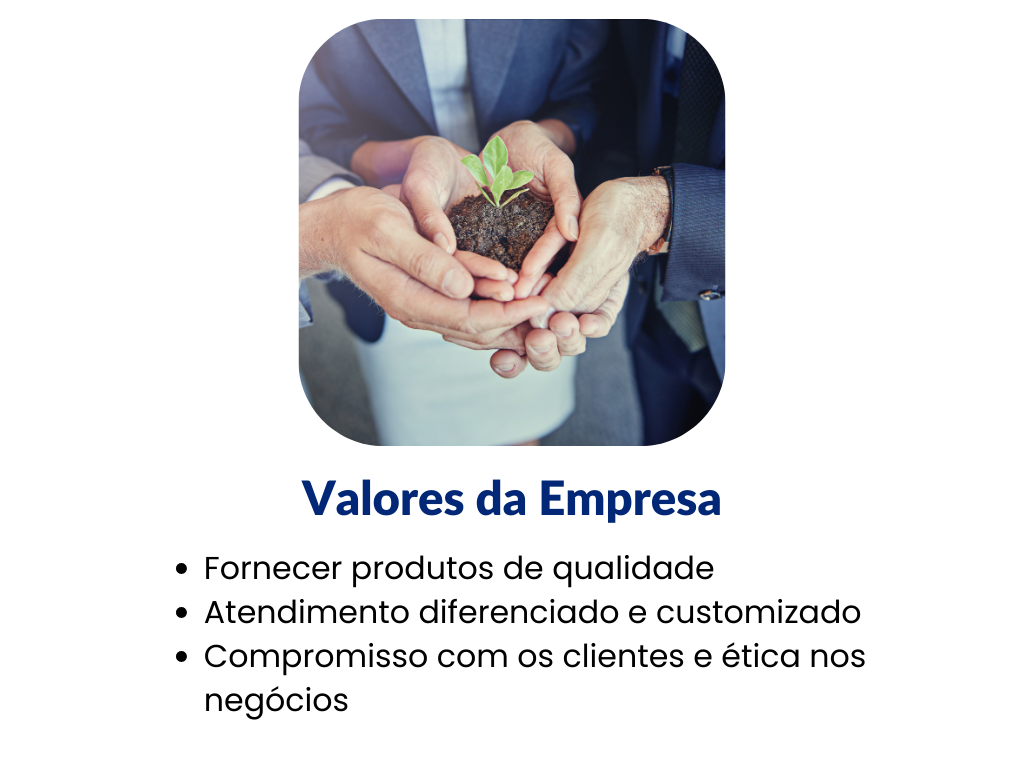 Valores da Empresa
• Fornecer produtos de qualidade
• Atendimento diferenciado e customizado
• Compromisso com os clientes e ética nos
negócios